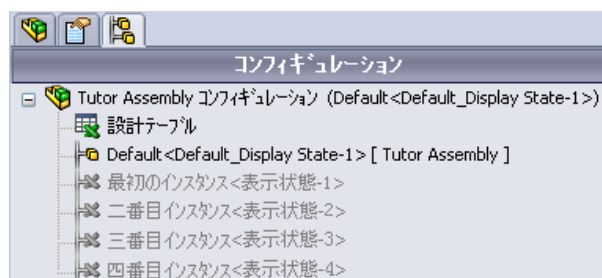 コンフィギュレーション
Tutor Assembly コンフィギュレーション (Default<Default_Display State-1>)
設計テーブル
Default<Default_Display State-1> [ Tutor Assembly ]
最初のインスタンス<表示状態-1>
二番目インスタンス<表示状態-2>
三番目インスタンス<表示状態-3>
四番目インスタンス<表示状態-4>